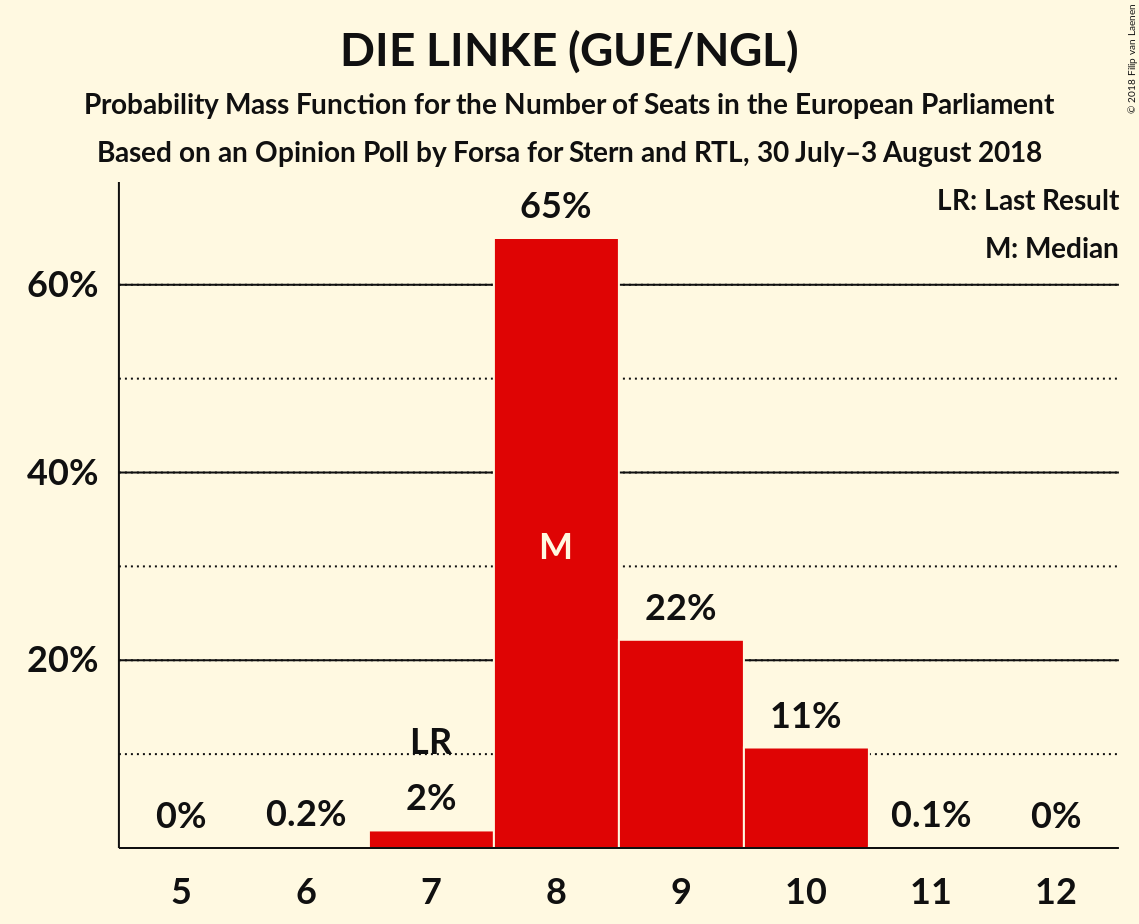 DIE LINKE (GUE/NGL)
Probability Mass Function for the Number of Seats in the European Parliament
Based on an Opinion Poll by Forsa for Stern and RTL, 30 July–3 August 2018
© 2018 Filip van Laenen
LR: Last Result
M: Median
65%
60%
40%
M
22%
20%
11%
LR
2%
0%
0.2%
0.1%
0%
5 6 7 8 9 10 11 12